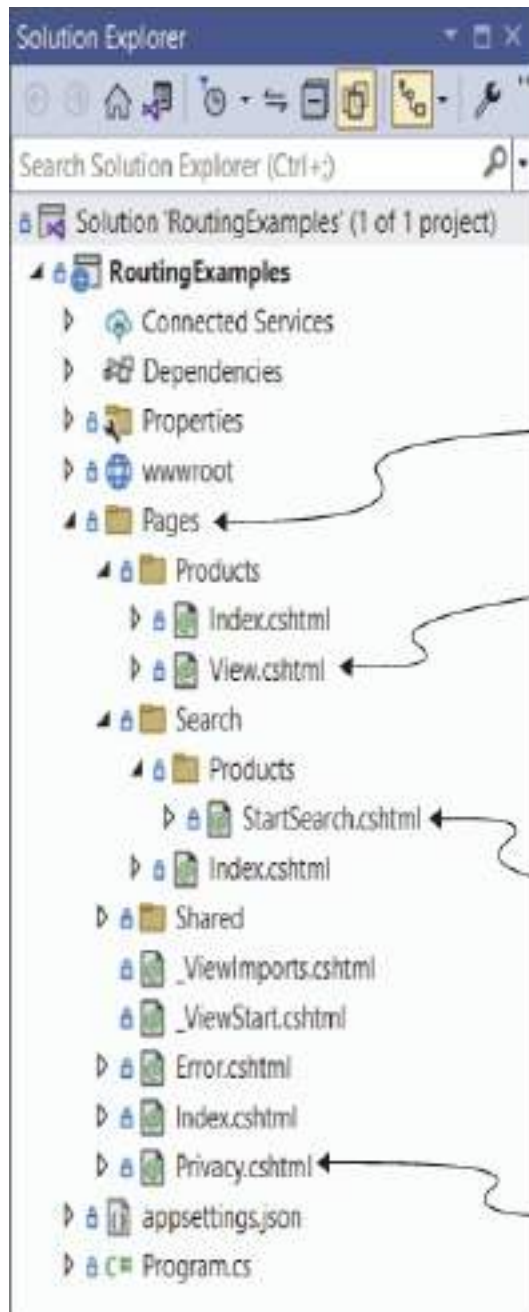 Solution Explorer
Search Solution Explorer (Ctrl+;)
Solution 'RoutingExamples' (1 of 1 project)
RoutingExamples
Connected Services
Dependencies
Properties
wwwroot
Pages
Products
Index.cshtml
View.cshtml
Search
Products
StartSearch.cshtml
Index.cshtml
Shared
_ViewImports.cshtml
_ViewStart.cshtml
Error.cshtml
Index.cshtml
Privacy.cshtml
appsettings.json
C# Program.cs